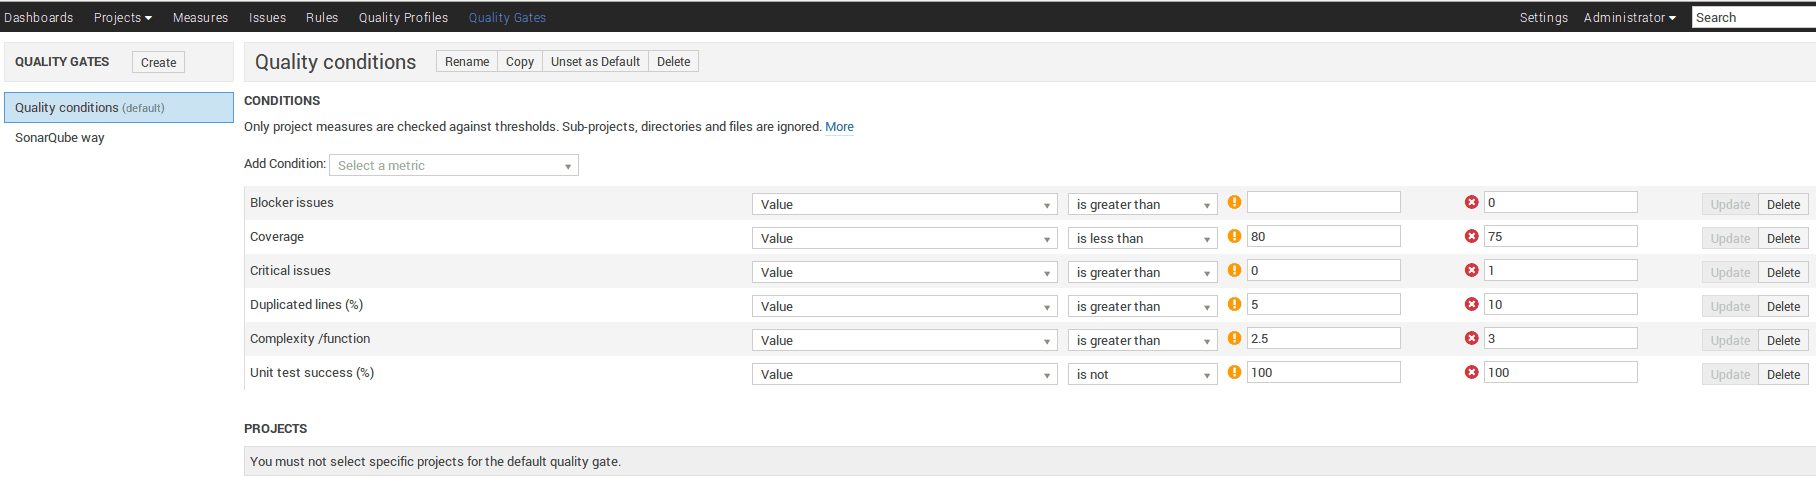 Dashboards Projects Measures Issues Rules Quality Profiles Quality Gates Settings Administrator Search
QUALITY GATES Create Quality conditions Rename Copy Unset as Default Delete
Quality conditions (default)
SonarQube way
CONDITIONS
Only project measures are checked against thresholds. Sub-projects, directories and files are ignored. More
Add Condition: Select a metric
Blocker issues Value is greater than 0 Update Delete
Coverage Value is less than 80 75 Update Delete
Critical issues Value is greater than 0 1 Update Delete
Duplicated lines (%) Value is greater than 5 10 Update Delete
Complexity /function Value is greater than 2.5 3 Update Delete
Unit test success (%) Value is not 100 100 Update Delete
PROJECTS
You must not select specific projects for the default quality gate.